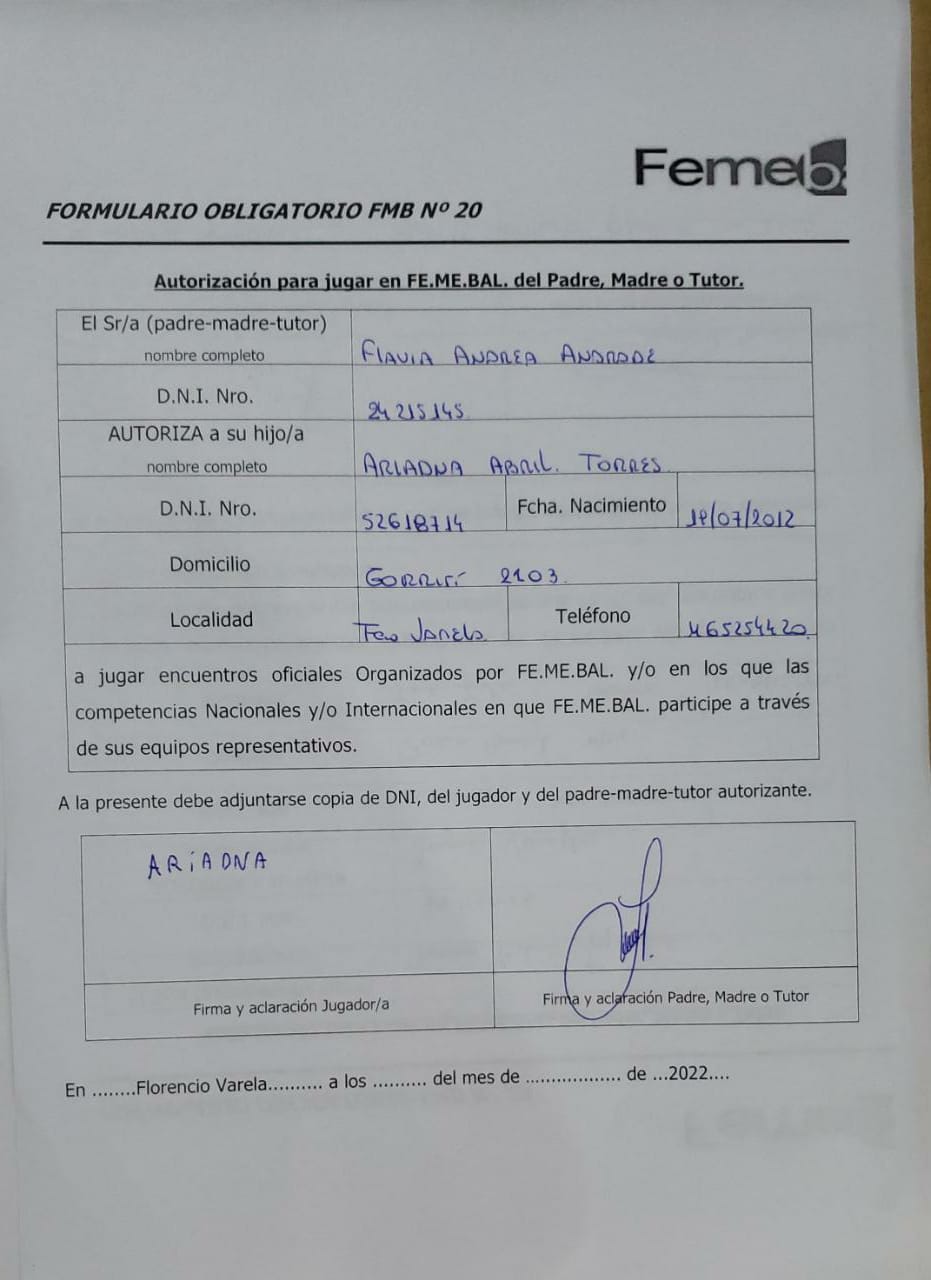 Femeb
FORMULARIO OBLIGATORIO FMB Nº 20
Autorización para jugar en FE.ME.BAL. del Padre, Madre o Tutor.
El Sr/a (padre-madre-tutor)
nombre completo
FLAVIA ANDREA ANDRADE
D.N.I. Nro.
24215145
AUTORIZA a su hijo/a
nombre completo
ARIADNA ABRIL. TORRES
D.N.I. Nro.
52618714
Fcha. Nacimiento
/07/2012
Domicilio
GORRITI 2103
Localidad
Fco Varela
Teléfono
1165254420
a jugar encuentros oficiales Organizados por FE.ME.BAL. y/o en los que las
competencias Nacionales y/o Internacionales en que FE.ME.BAL. participe a través
de sus equipos representativos.
A la presente debe adjuntarse copia de DNI, del jugador y del padre-madre-tutor autorizante.
ARiADNA
Firma y aclaración Jugador/a
Firma y aclaración Padre, Madre o Tutor
En ........Florencio Varela.......... a los .......... del mes de .................. de ...2022....